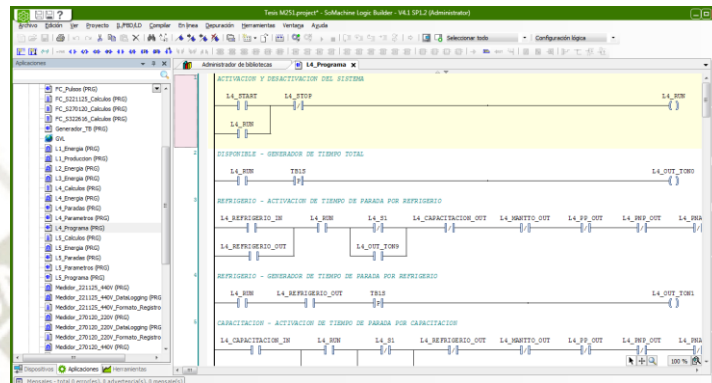 Tesis M251.project* - SoMachine Logic Builder - V4.1 SP1.2 (Administrator)
Archivo Edición Ver Proyecto IL/FBD/LD Compilar En línea Depuración Herramientas Ventana Ayuda
Seleccionar todo Configuración lógica
Aplicaciones
Administrador de bibliotecas L4_Programa
FC_Pulsos (PRG)
FC_S221125_Calculos (PRG)
FC_S270120_Calculos (PRG)
FC_S322616_Calculos (PRG)
Generador_TB (PRG)
GVL
L1_Energia (PRG)
L1_Produccion (PRG)
L2_Energia (PRG)
L3_Energia (PRG)
L4_Calculos (PRG)
L4_Energia (PRG)
L4_Paradas (PRG)
L4_Parametros (PRG)
L4_Programa (PRG)
L5_Calculos (PRG)
L5_Energia (PRG)
L5_Paradas (PRG)
L5_Parametros (PRG)
L5_Programa (PRG)
Medidor_221125_440V (PRG)
Medidor_221125_440V_DataLogging (PRG
Medidor_221125_440V_Formato_Registro
Medidor_270120_220V (PRG)
Medidor_270120_220V_DataLogging (PRG
Medidor_270120_220V_Formato_Registro
Medidor_270120_440V (PRG)
Dispositivos Aplicaciones Herramientas
1 ACTIVACION Y DESACTIVACION DEL SISTEMA
L4_START L4_STOP L4_RUN
L4_RUN
2 DISPONIBLE - GENERADOR DE TIEMPO TOTAL
L4_RUN TB1S L4_OUT_TON0
P
3 REFRIGERIO - ACTIVACION DE TIEMPO DE PARADA POR REFRIGERIO
L4_REFRIGERIO_IN L4_RUN L4_S1 L4_CAPACITACION_OUT L4_MANTTO_OUT L4_PP_OUT L4_PNP_OUT L4_PNA
L4_REFRIGERIO_OUT L4_OUT_TON9
4 REFRIGERIO - GENERADOR DE TIEMPO DE PARADA POR REFRIGERIO
L4_RUN L4_REFRIGERIO_OUT TB1S L4_OUT_TON1
P
5 CAPACITACION - ACTIVACION DE TIEMPO DE PARADA POR CAPACITACION
L4_CAPACITACION_IN L4_RUN L4_S1 L4_REFRIGERIO_OUT L4_MANTTO_OUT L4_PP_OUT L4_PNP_OUT L4_PNA
100 %
Mensajes - total 0 error(es), 0 advertencia(s), 0 mensaje(s)